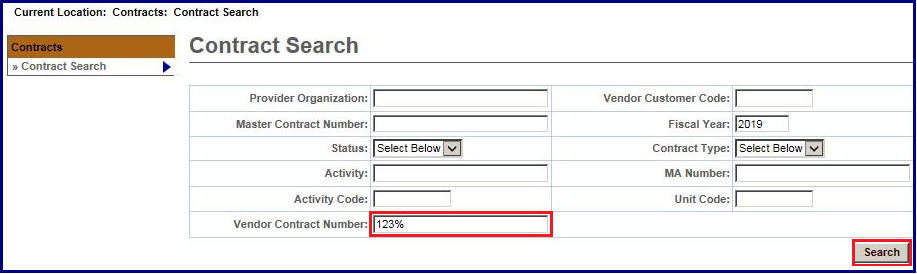 Current Location: Contracts: Contract Search
Contracts
» Contract Search
Contract Search
Provider Organization: Vendor Customer Code:
Master Contract Number: Fiscal Year: 2019
Status: Select Below Contract Type: Select Below
Activity: MA Number:
Activity Code: Unit Code:
Vendor Contract Number: 123%
Search